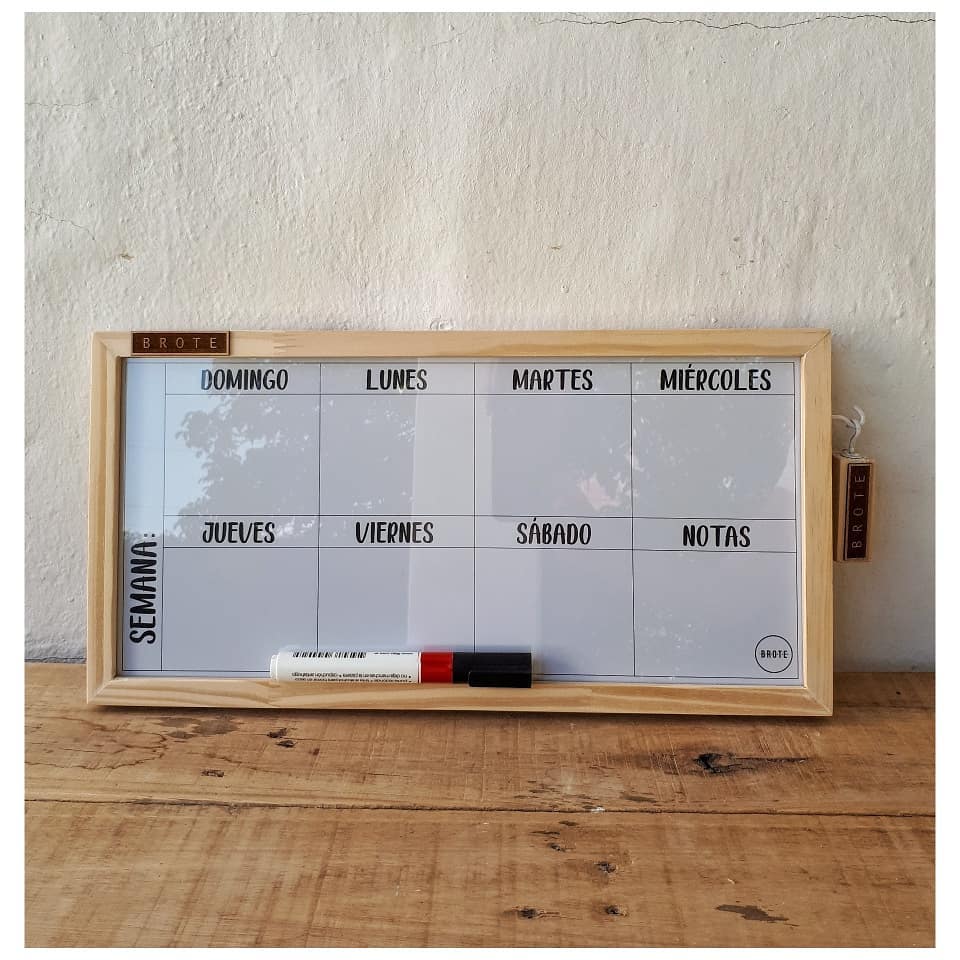 BROTE
DOMINGO LUNES MARTES MIÉRCOLES
JUEVES VIERNES SÁBADO NOTAS
SEMANA:
BROTE
BROTE